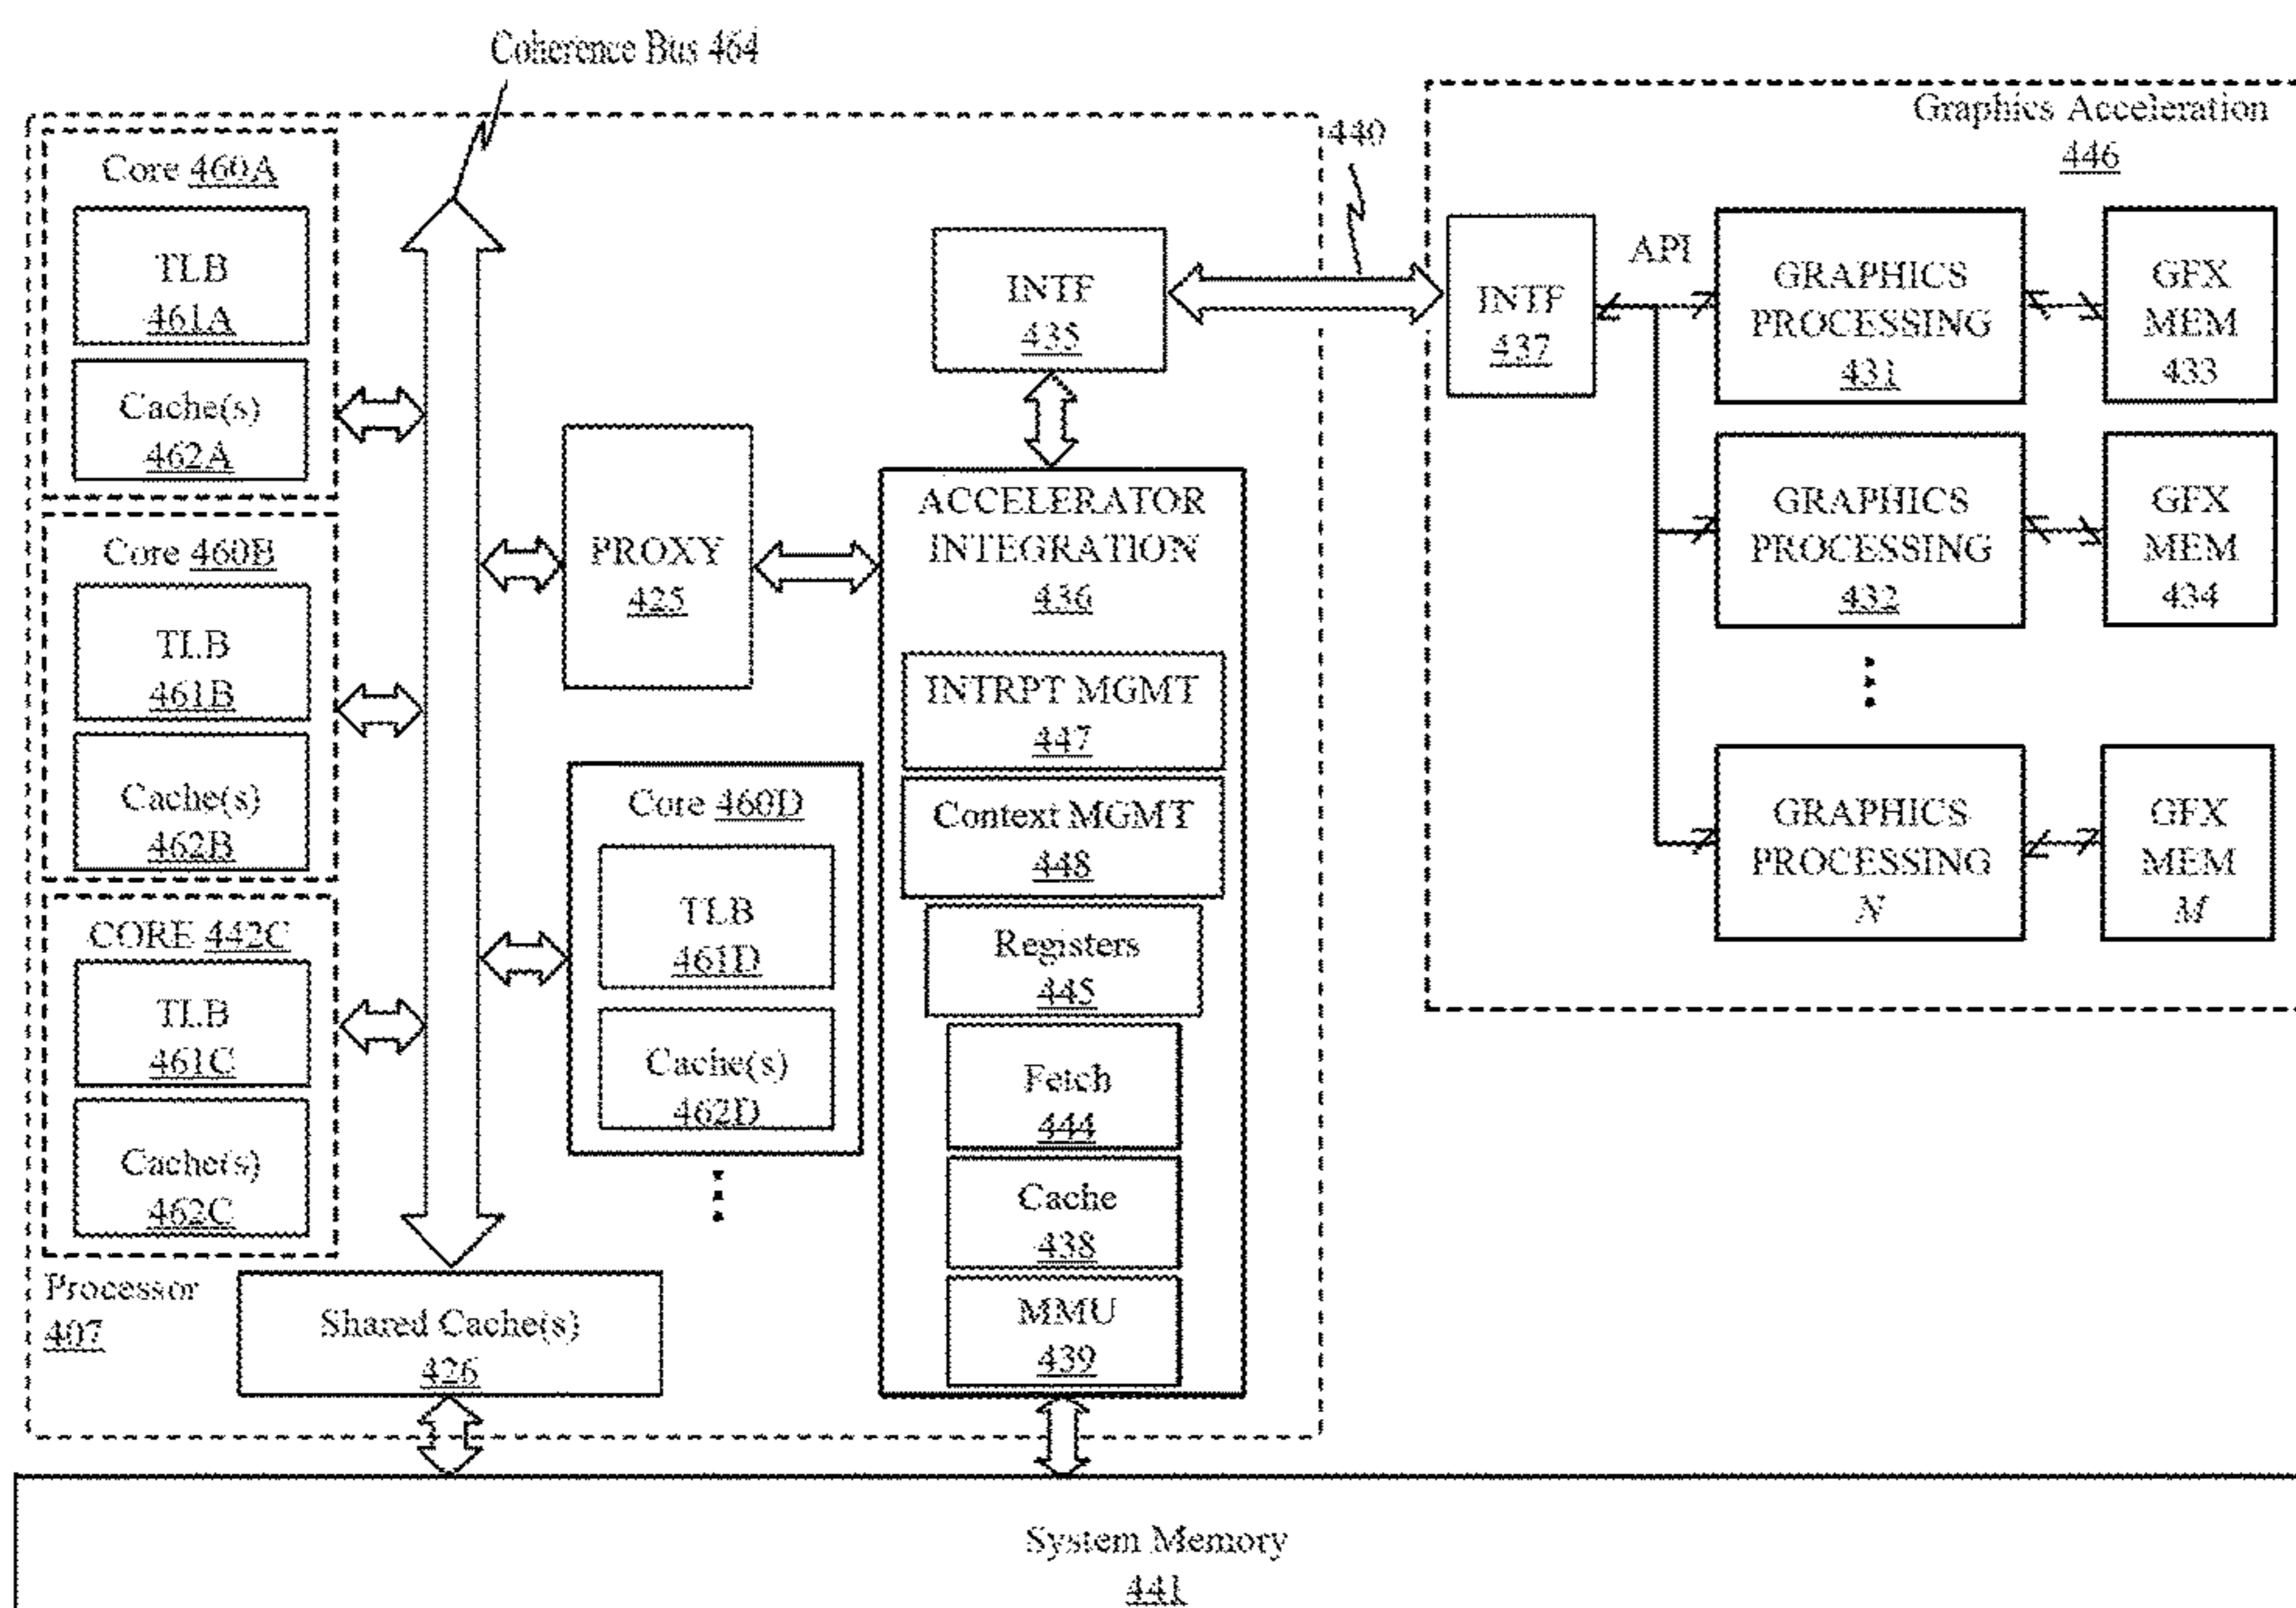 Coherence Bus 464
Core 460A
TLB
461A
Cache(s)
462A
Core 460B
TLB
461B
Cache(s)
462B
CORE 442C
TLB
461C
Cache(s)
462C
Processor
407
Shared Cache(s)
426
PROXY
425
Core 460D
TLB
461D
Cache(s)
462D
INTF
435
ACCELERATOR
INTEGRATION
436
INTRPT MGMT
447
Context MGMT
448
Registers
445
Fetch
444
Cache
438
MMU
439
440
Graphics Acceleration
446
INTF
437
API
GRAPHICS
PROCESSING
431
GFX
MEM
433
GRAPHICS
PROCESSING
432
GFX
MEM
434
GRAPHICS
PROCESSING
N
GFX
MEM
M
System Memory
441